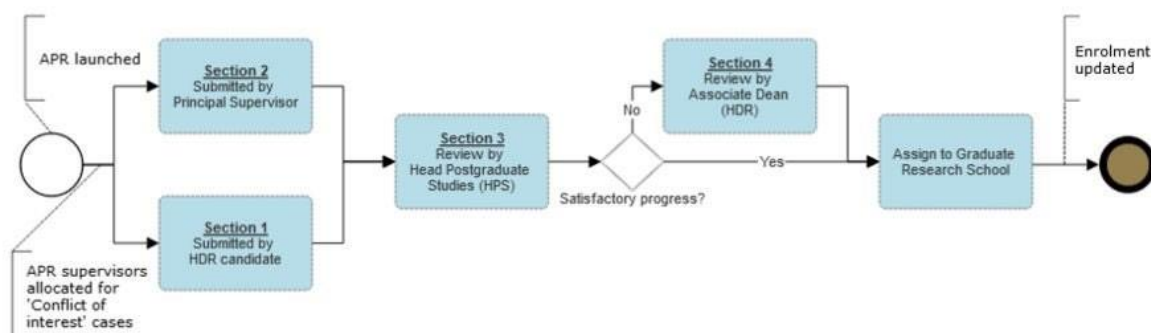 APR launched
Section 2
Submitted by
Principal Supervisor
Section 1
Submitted by
HDR candidate
APR supervisors
allocated for
'Conflict of
interest' cases
Section 3
Review by
Head Postgraduate
Studies (HPS)
Satisfactory progress?
No
Yes
Section 4
Review by
Associate Dean
(HDR)
Assign to Graduate
Research School
Enrolment
updated